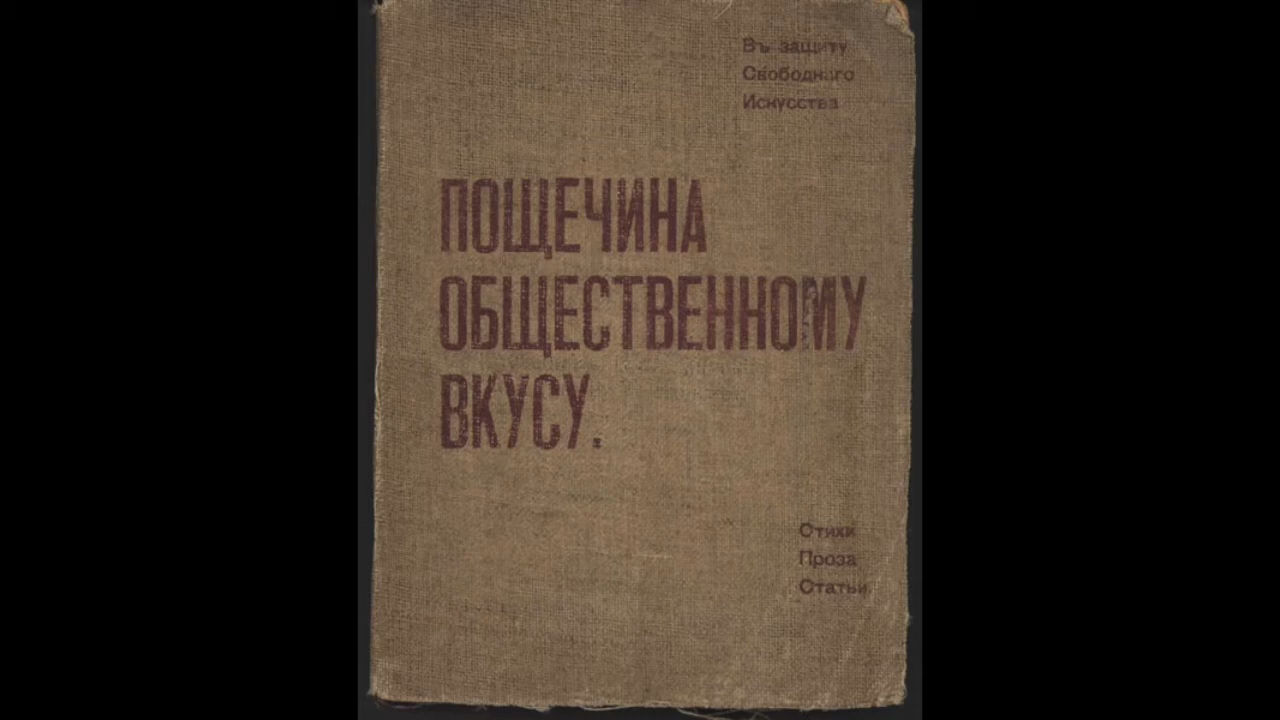 Въ защиту
Свободнаго
Искусства
ПОЩЕЧИНА
ОБЩЕСТВЕННОМУ
ВКУСУ.
Стихи
Проза
Статьи